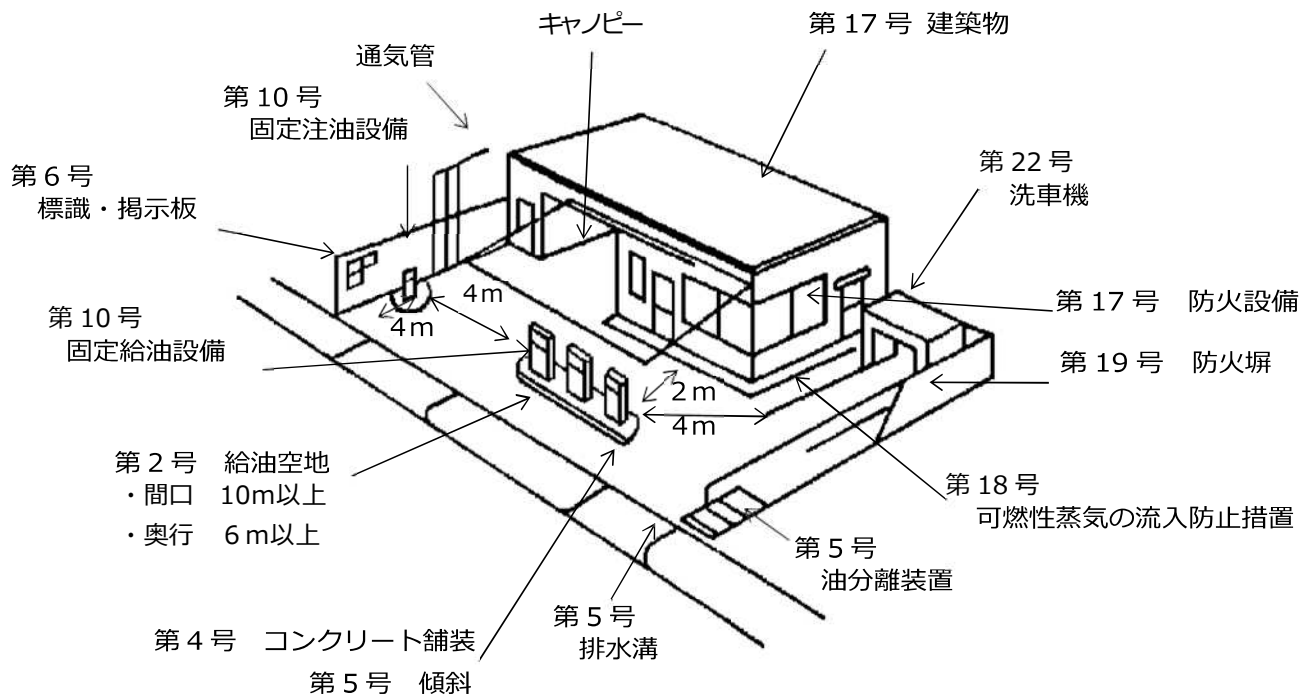 キャノピー
第 17 号 建築物
通気管
第 10 号
固定注油設備
第 22 号
洗車機
第 6 号
標識・掲示板
4m
4m
第 10 号
固定給油設備
第 17 号 防火設備
第 19 号 防火塀
2m
4m
第 2 号 給油空地
・間口 10m以上
・奥行 6m以上
第 18 号
可燃性蒸気の流入防止措置
第 5 号
油分離装置
第 5 号
排水溝
第 4 号 コンクリート舗装
第 5 号 傾斜